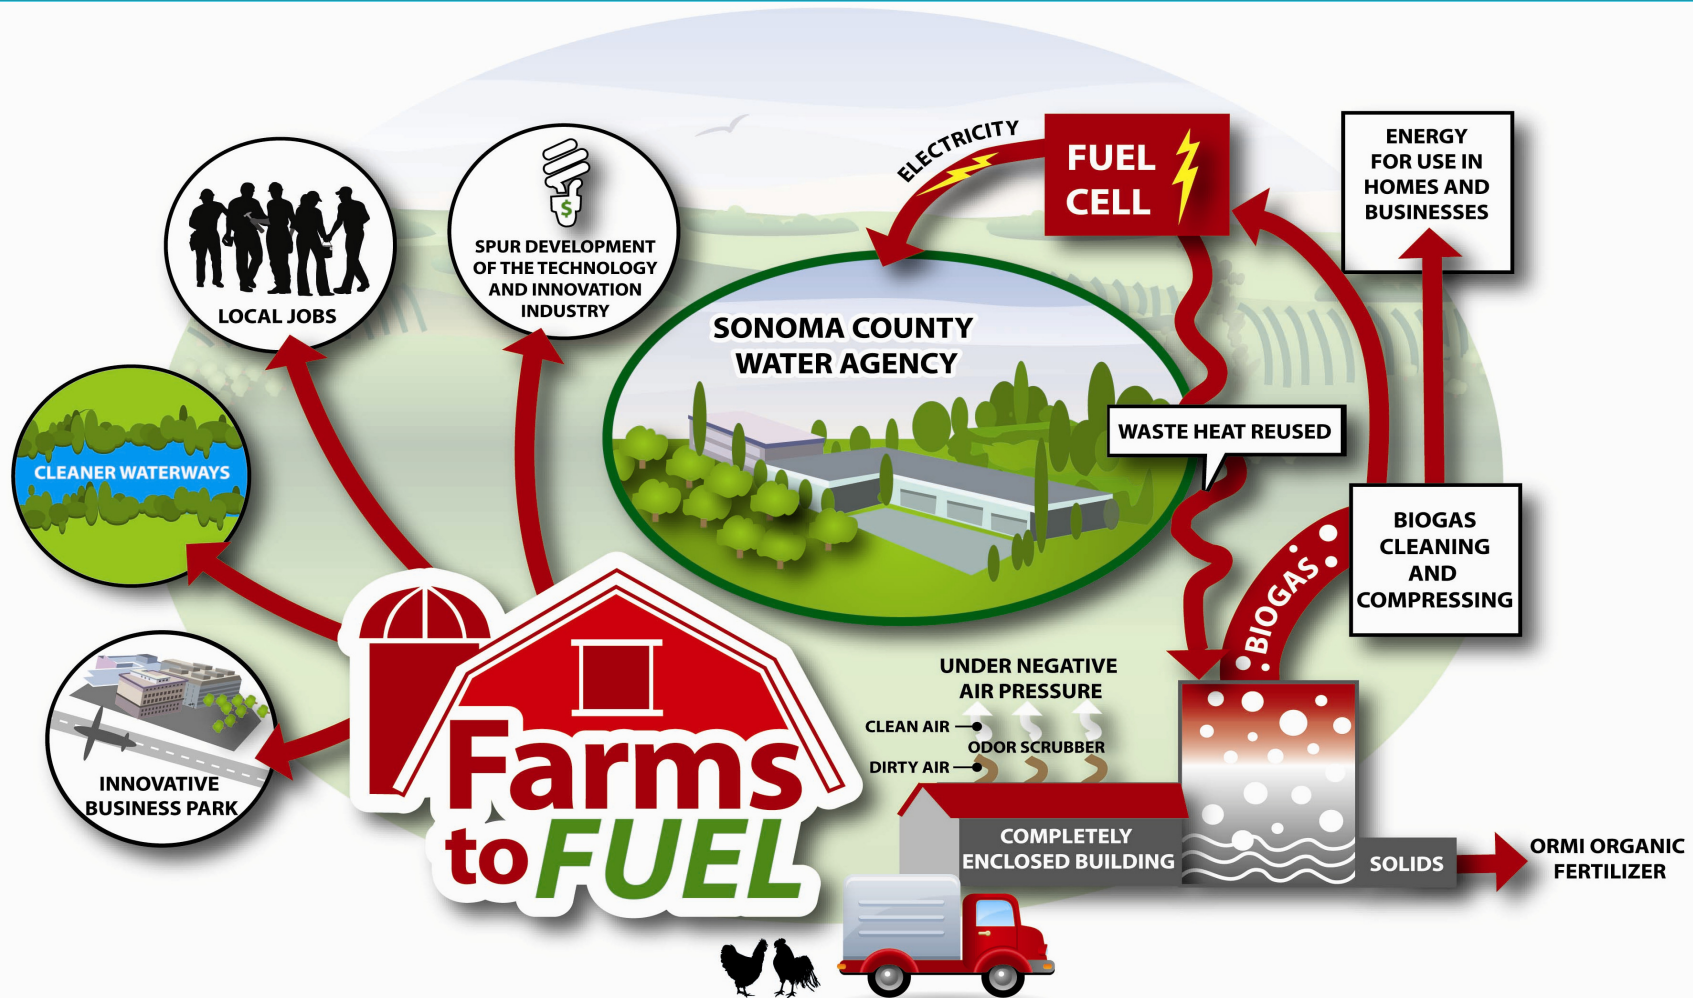 ELECTRICITY
FUEL
CELL
ENERGY
FOR USE IN
HOMES AND
BUSINESSES
LOCAL JOBS
$
SPUR DEVELOPMENT
OF THE TECHNOLOGY
AND INNOVATION
INDUSTRY
SONOMA COUNTY
WATER AGENCY
WASTE HEAT REUSED
CLEANER WATERWAYS
BIOGAS
CLEANING
AND
COMPRESSING
BIOGAS
INNOVATIVE
BUSINESS PARK
Farms
to FUEL
UNDER NEGATIVE
AIR PRESSURE
CLEAN AIR
ODOR SCRUBBER
DIRTY AIR
COMPLETELY
ENCLOSED BUILDING
SOLIDS
ORMI ORGANIC
FERTILIZER